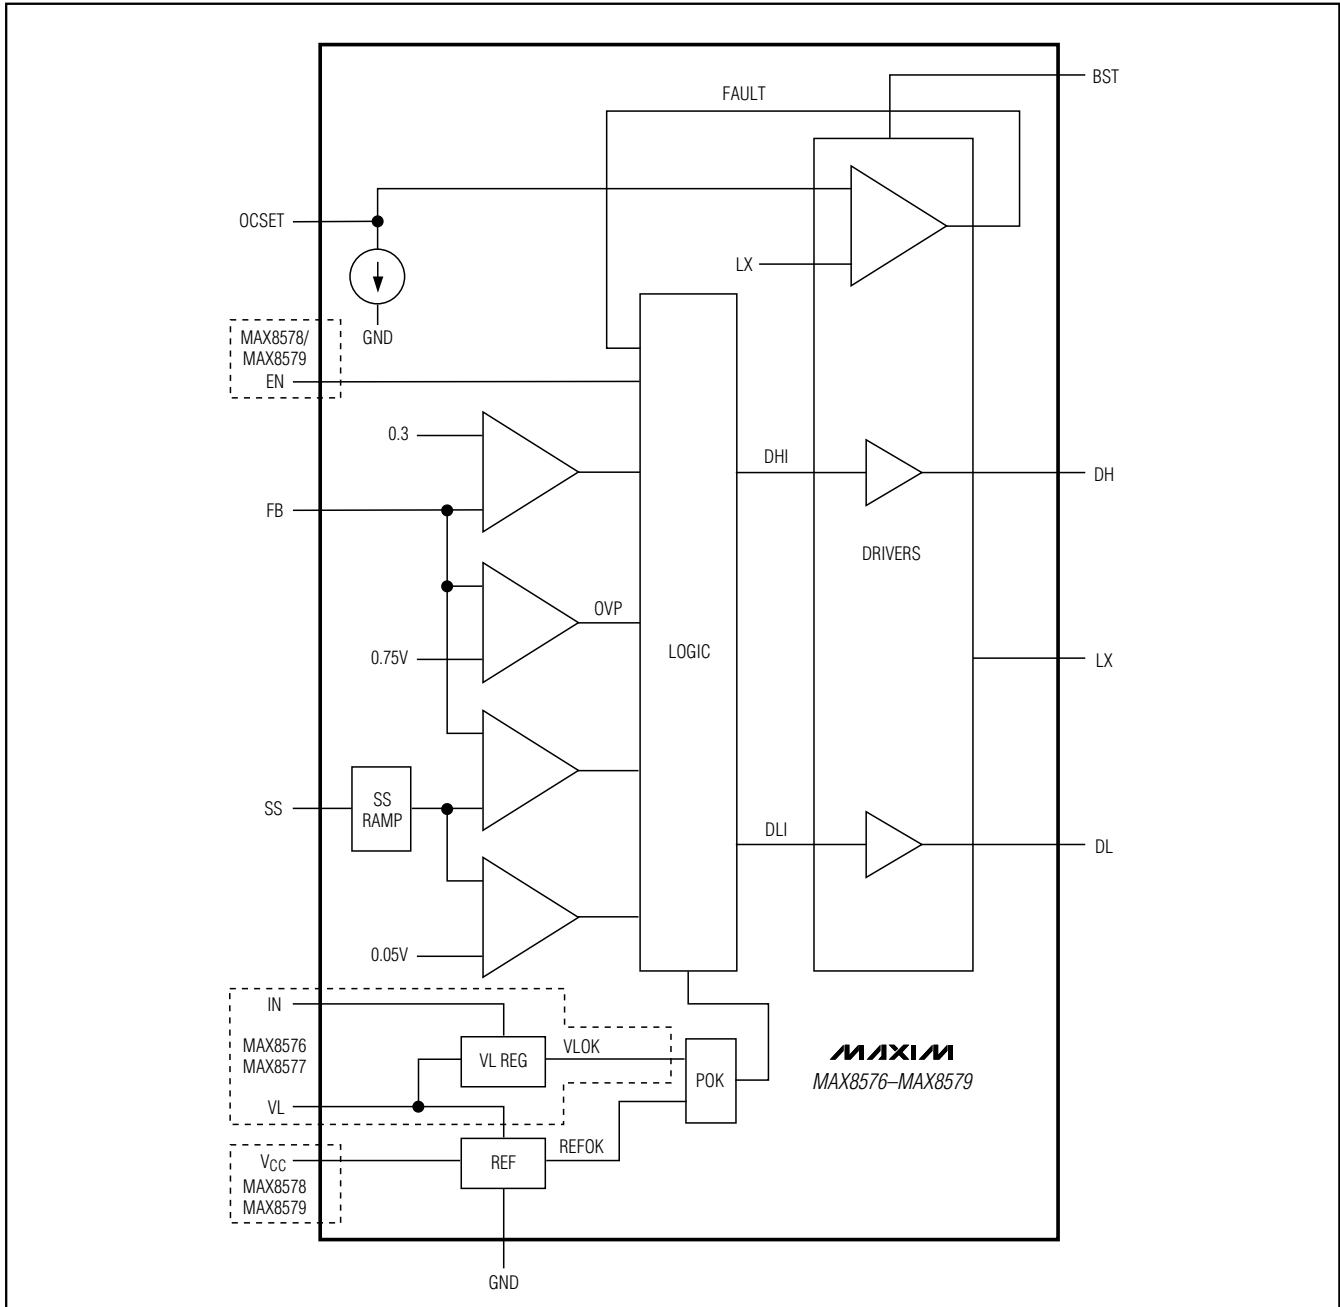 BST
FAULT
OCSET
LX
GND
MAX8578/
MAX8579
EN
0.3
DHI
DH
FB
DRIVERS
OVP
LOGIC
0.75V
LX
SS
SS
RAMP
DLI
DL
0.05V
IN
MAX8576
MAX8577
VL REG
VLOK
POK
MAXIM
MAX8576–MAX8579
VL
REFOK
VCC
MAX8578
MAX8579
REF
GND